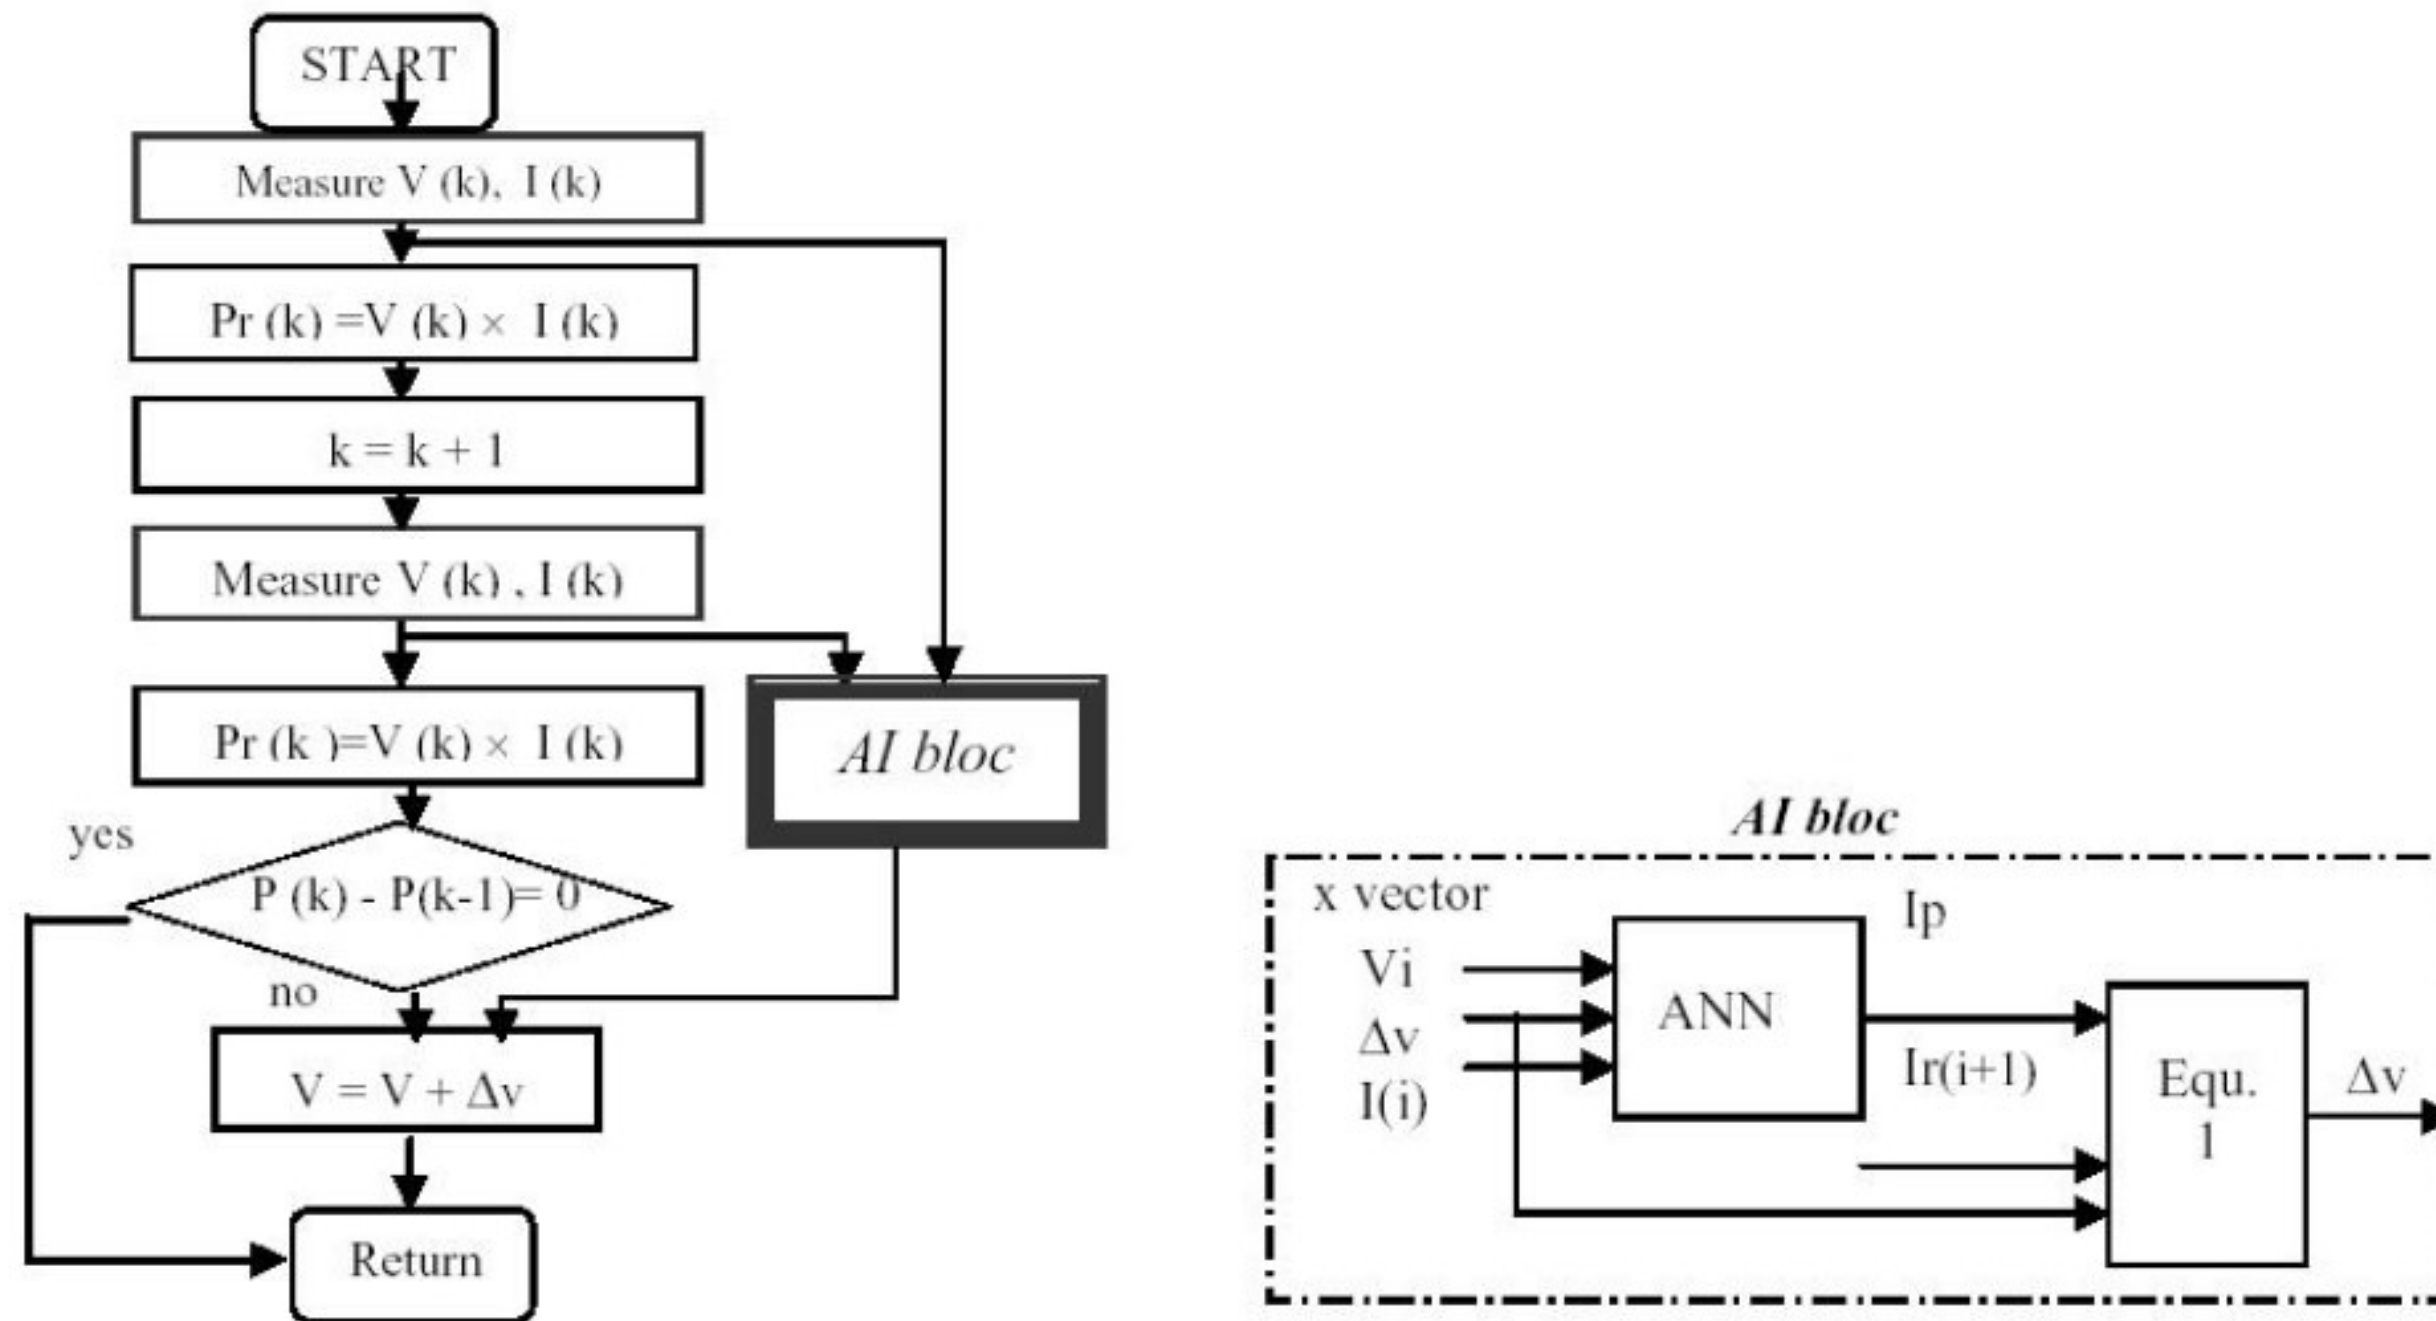 START
Measure V (k), I (k)
Pr (k) =V (k) × I (k)
k = k + 1
Measure V (k) , I (k)
Pr (k )=V (k) × I (k)
AI bloc
yes
P (k) - P(k-1)= 0
no
V = V + Δv
Return
AI bloc
x vector
Vi
Δv
I(i)
ANN
Ip
Ir(i+1)
Equ.
1
Δv